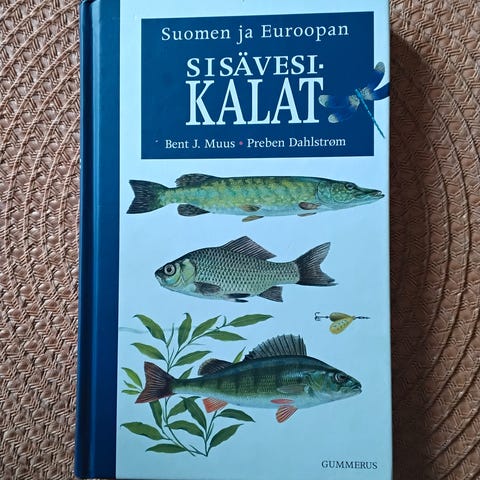 Suomen ja Euroopan
SISÄVESI-
KALAT
Bent J. Muus • Preben Dahlstrøm
GUMMERUS